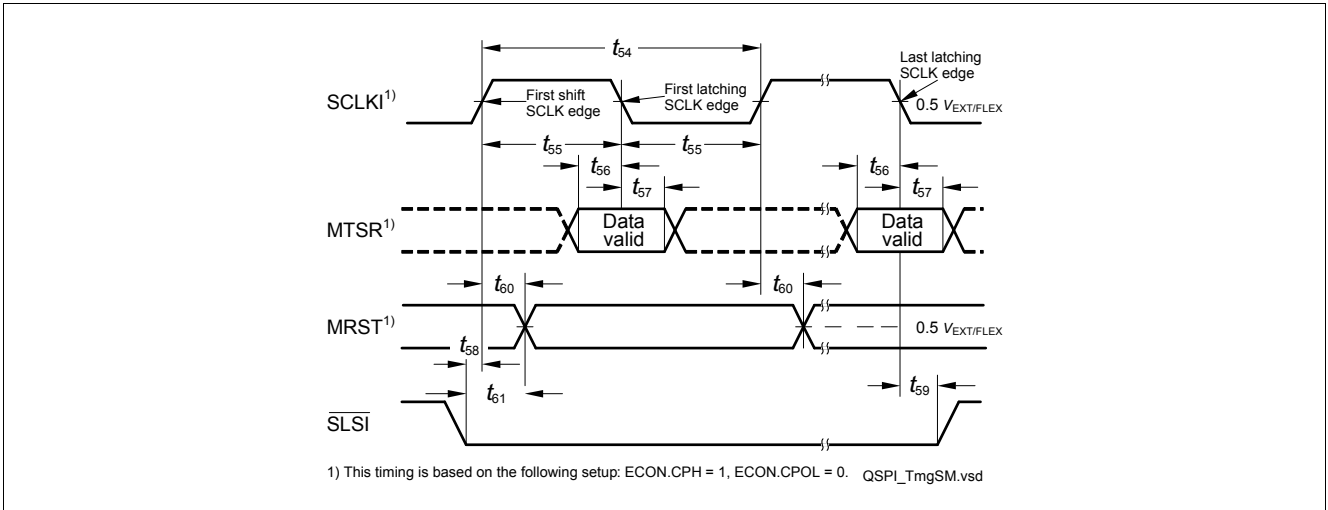 t54
SCLKI1)
First shift
SCLK edge
First latching
SCLK edge
Last latching
SCLK edge
0.5 VEXT/FLEX
t55
t55
t56
t57
t56
t57
MTSR1)
Data
valid
Data
valid
t60
t60
MRST1)
0.5 VEXT/FLEX
t58
t61
t59
SLSI
1) This timing is based on the following setup: ECON.CPH = 1, ECON.CPOL = 0.
QSPI_TmgSM.vsd